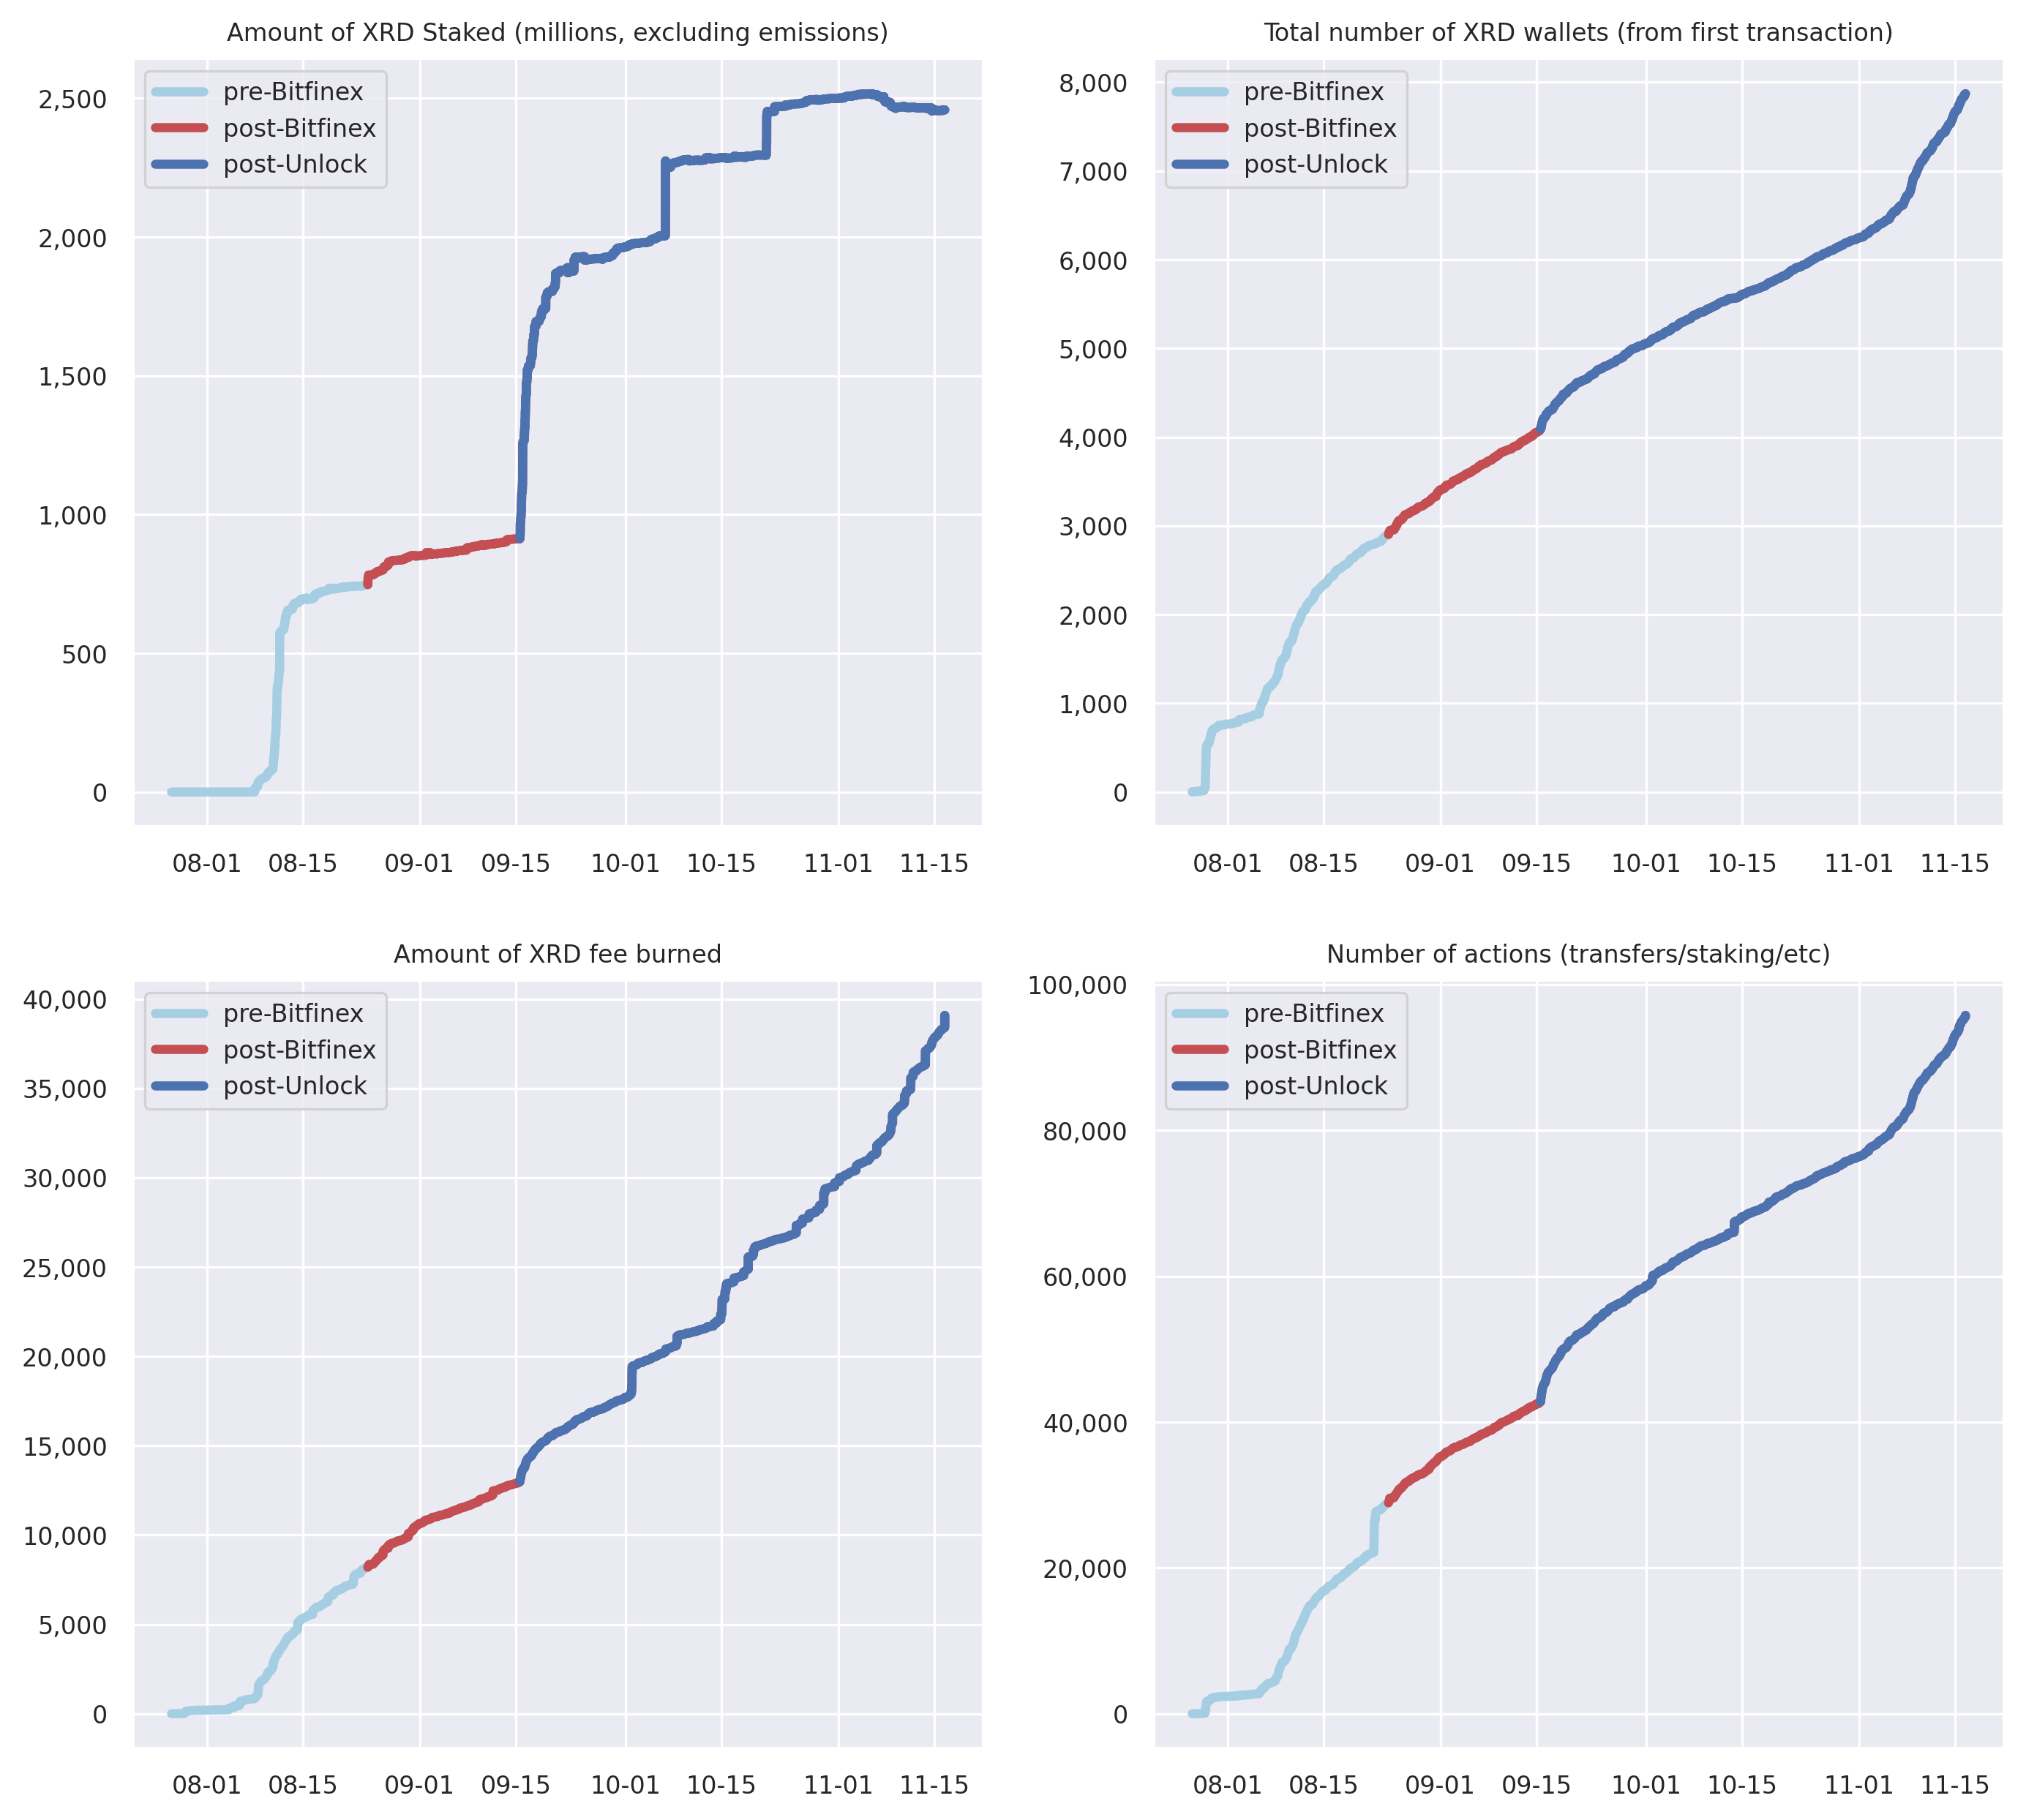 Amount of XRD Staked (millions, excluding emissions)
pre-Bitfinex
post-Bitfinex
post-Unlock
2,500
2,000
1,500
1,000
500
0
08-01 08-15 09-01 09-15 10-01 10-15 11-01 11-15
Total number of XRD wallets (from first transaction)
pre-Bitfinex
post-Bitfinex
post-Unlock
8,000
7,000
6,000
5,000
4,000
3,000
2,000
1,000
0
08-01 08-15 09-01 09-15 10-01 10-15 11-01 11-15
Amount of XRD fee burned
pre-Bitfinex
post-Bitfinex
post-Unlock
40,000
35,000
30,000
25,000
20,000
15,000
10,000
5,000
0
08-01 08-15 09-01 09-15 10-01 10-15 11-01 11-15
Number of actions (transfers/staking/etc)
pre-Bitfinex
post-Bitfinex
post-Unlock
100,000
80,000
60,000
40,000
20,000
0
08-01 08-15 09-01 09-15 10-01 10-15 11-01 11-15